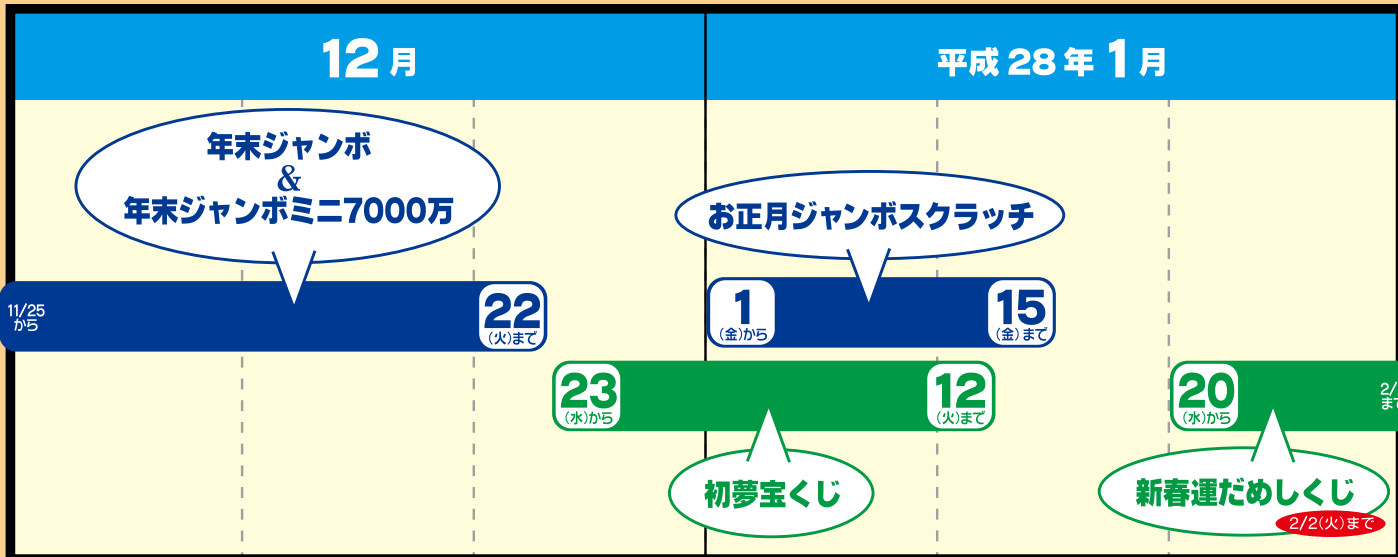 12月
平成 28 年 1 月
年末ジャンボ
&
年末ジャンボミニ7000万
お正月ジャンボスクラッチ
11/25
から
22
(火)まで
1
(金)から
15
(金)まで
23
(水)から
12
(火)まで
20
(水)から
初夢宝くじ
新春運だめしくじ
2/2(火)まで